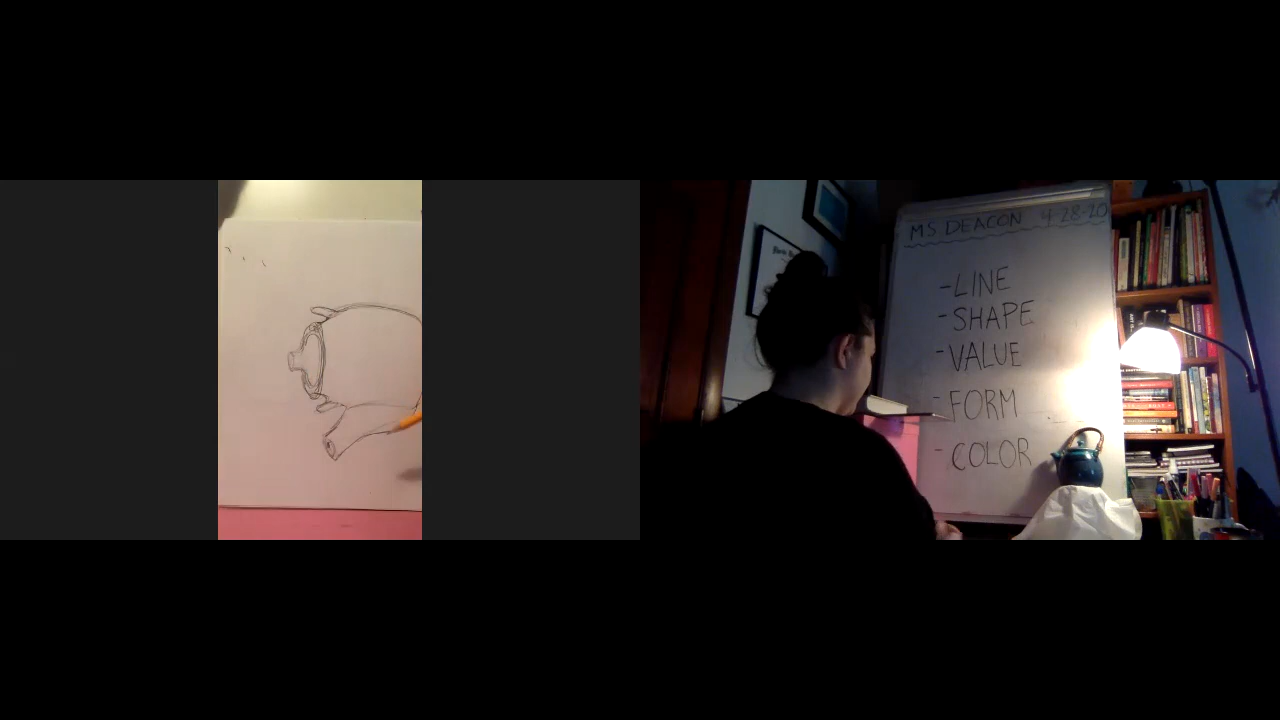 MS. DEACON 4-28-20
-LINE
-SHAPE
-VALUE
-FORM
-COLOR